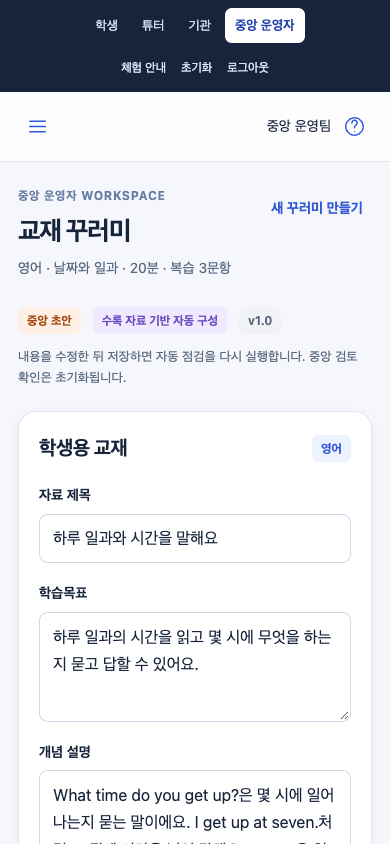 학생 튜터 기관 중앙 운영자
체험 안내 초기화 로그아웃
중앙 운영팀
중앙 운영자 WORKSPACE
교재 꾸러미
새 꾸러미 만들기
영어 · 날짜와 일과 · 20분 · 복습 3문항
중앙 초안 수록 자료 기반 자동 구성 v1.0
내용을 수정한 뒤 저장하면 자동 점검을 다시 실행합니다. 중앙 검토
확인은 초기화됩니다.
학생용 교재 영어
자료 제목
하루 일과와 시간을 말해요
학습목표
하루 일과의 시간을 읽고 몇 시에 무엇을 하는
지 묻고 답할 수 있어요.
개념 설명
What time do you get up?은 몇 시에 일어
나는지 묻는 말이에요. I get up at seven.처